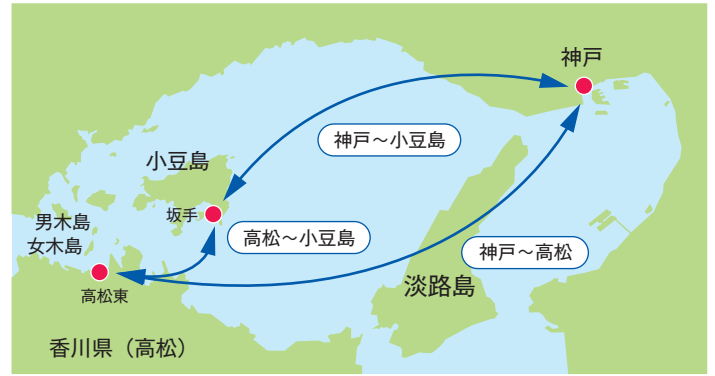 神戸
神戸～小豆島
小豆島
坂手
男木島
女木島
高松～小豆島
神戸～高松
高松東
淡路島
香川県（高松）